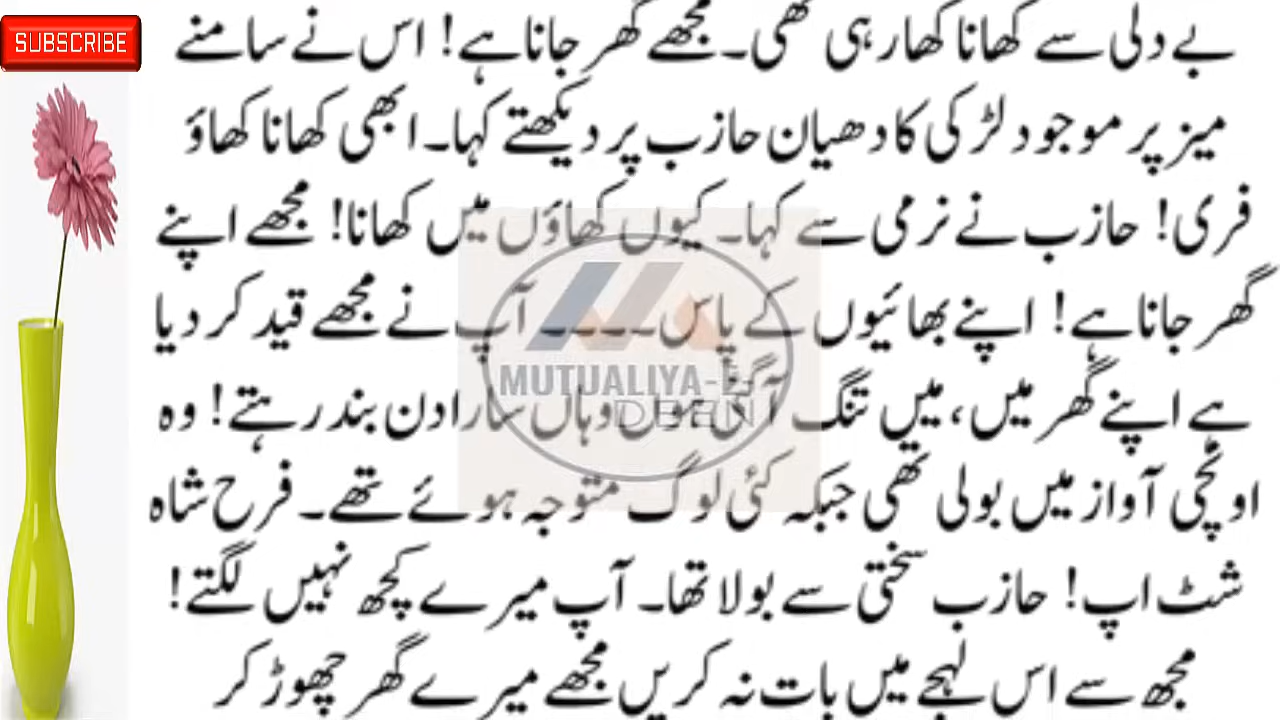 SUBSCRIBE
بے دلی سے کھانا کھا رہی تھی۔ مجھے گھر جانا ہے! اس نے سامنے
میز پر موجود لڑکی کا دھیان حازب پر دیکھتے کہا۔ ابھی کھانا کھاؤ
فری! حازب نے نرمی سے کہا۔ کیوں کھاؤں میں کھانا! مجھے اپنے
گھر جانا ہے! اپنے بھائیوں کے پاس۔۔۔۔ آپ نے مجھے قید کر دیا
ہے اپنے گھر میں، میں تنگ آ گئی ہوں وہاں سارا دن بند رہتے! وہ
اونچی آواز میں بولی تھی جبکہ کئی لوگ متوجہ ہوئے تھے۔ فرح شاہ
شٹ اپ! حازب سختی سے بولا تھا۔ آپ میرے کچھ نہیں لگتے!
مجھ سے اس لہجے میں بات نہ کریں مجھے میرے گھر چھوڑ کر
MUTUALIYA-E-
DEEN